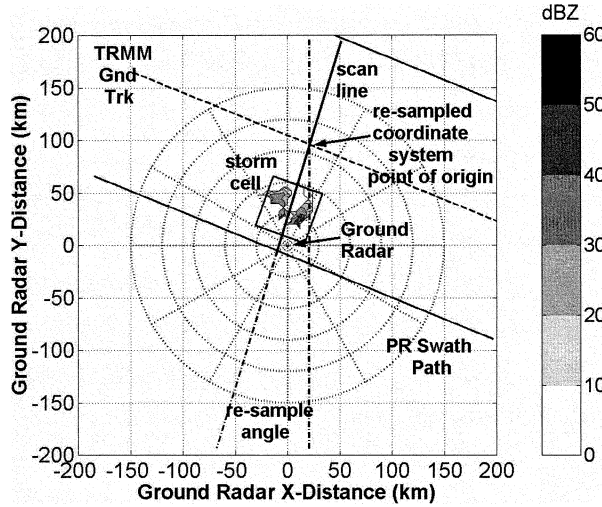 dBZ
200
150
100
50
0
-50
-100
-150
-200
Ground Radar Y-Distance (km)
TRMM
Gnd
Trk
scan
line
re-sampled
coordinate
system
point of origin
storm
cell
Ground
Radar
PR Swath
Path
re-sample
angle
-200 -150 -100 -50 0 50 100 150 200
Ground Radar X-Distance (km)
60
50
40
30
20
10
0